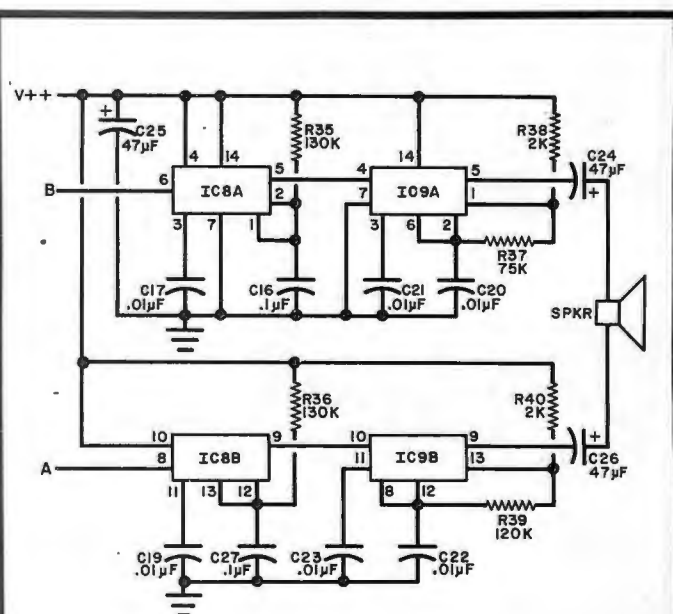 V++
+
C25
47µF
R35
130K
R38
2K
C24
47µF
+
4
14
5
4
14
5
B
6
IC8A
2
7
IC9A
1
3
7
1
3
6
2
R37
75K
C17
.01µF
C16
.1µF
C21
.01µF
C20
.01µF
SPKR
R36
130K
R40
2K
+
C26
47µF
10
9
10
9
A
8
IC8B
11
IC9B
13
11
13
12
8
12
R39
120K
C19
.01µF
C27
.1µF
C23
.01µF
C22
.01µF